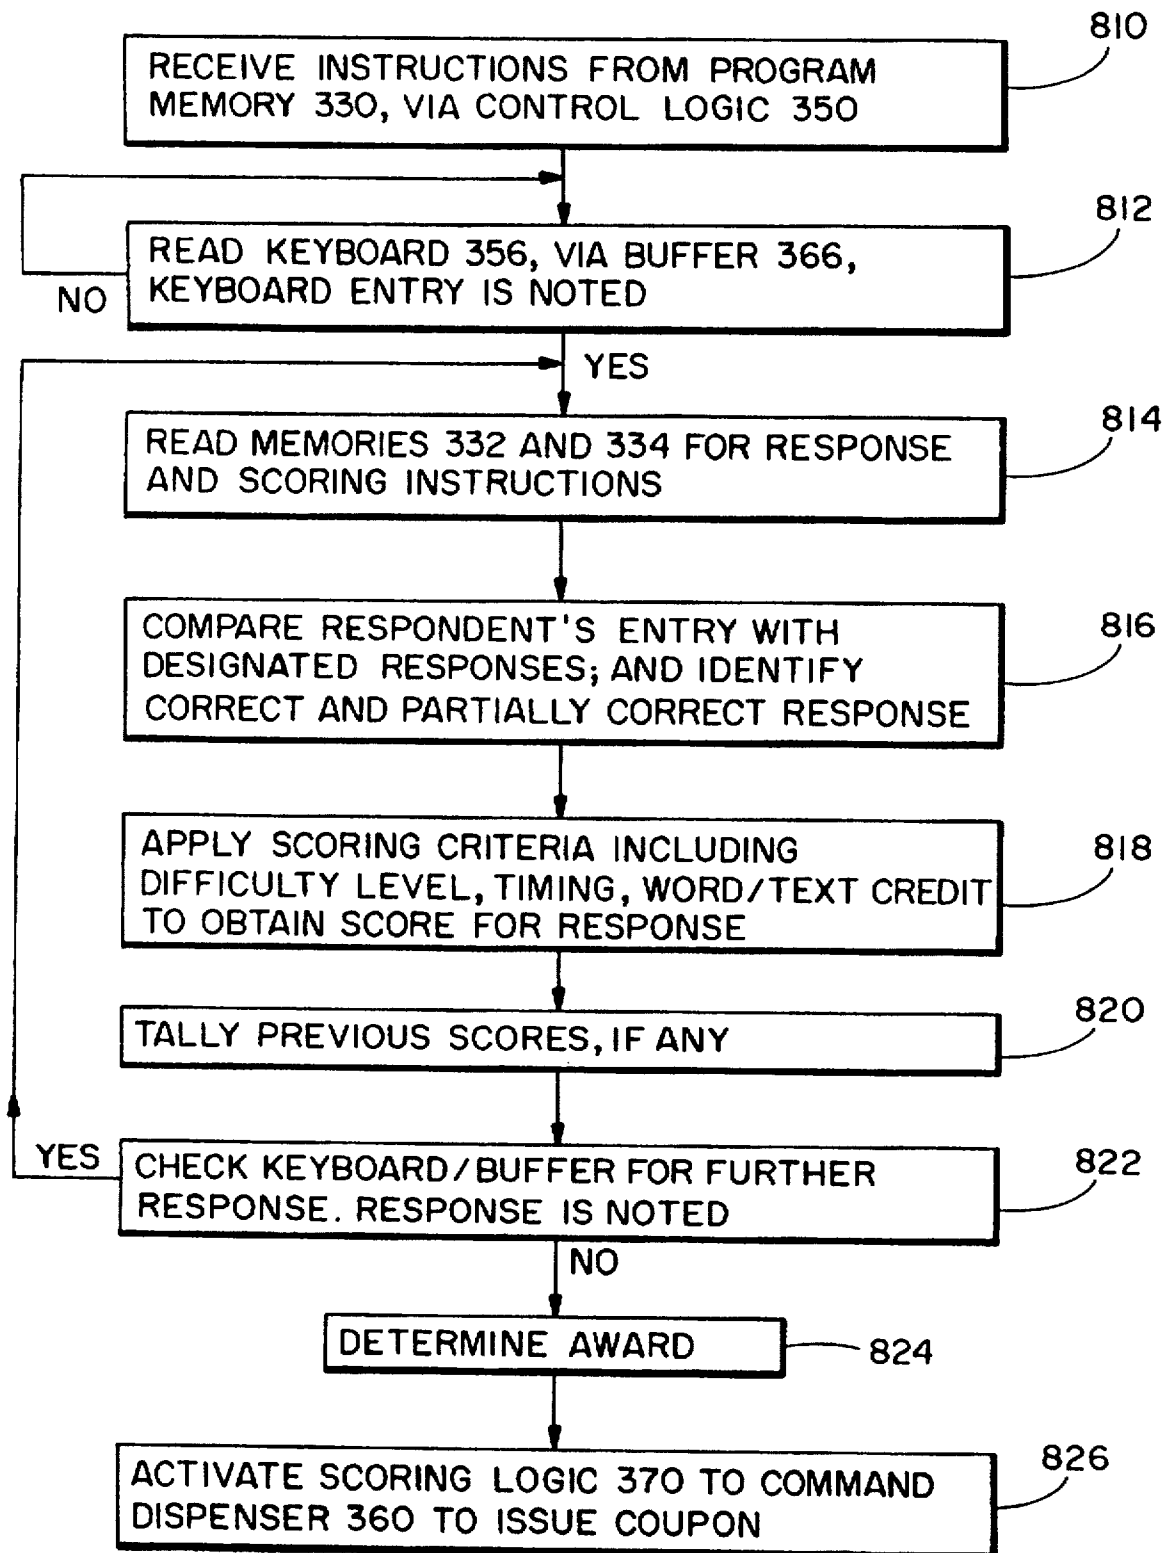 810
RECEIVE INSTRUCTIONS FROM PROGRAM
MEMORY 330, VIA CONTROL LOGIC 350
812
READ KEYBOARD 356, VIA BUFFER 366,
KEYBOARD ENTRY IS NOTED
NO
YES
814
READ MEMORIES 332 AND 334 FOR RESPONSE
AND SCORING INSTRUCTIONS
816
COMPARE RESPONDENT'S ENTRY WITH
DESIGNATED RESPONSES; AND IDENTIFY
CORRECT AND PARTIALLY CORRECT RESPONSE
818
APPLY SCORING CRITERIA INCLUDING
DIFFICULTY LEVEL, TIMING, WORD/TEXT CREDIT
TO OBTAIN SCORE FOR RESPONSE
820
TALLY PREVIOUS SCORES, IF ANY
822
YES
CHECK KEYBOARD/BUFFER FOR FURTHER
RESPONSE. RESPONSE IS NOTED
NO
DETERMINE AWARD
824
826
ACTIVATE SCORING LOGIC 370 TO COMMAND
DISPENSER 360 TO ISSUE COUPON